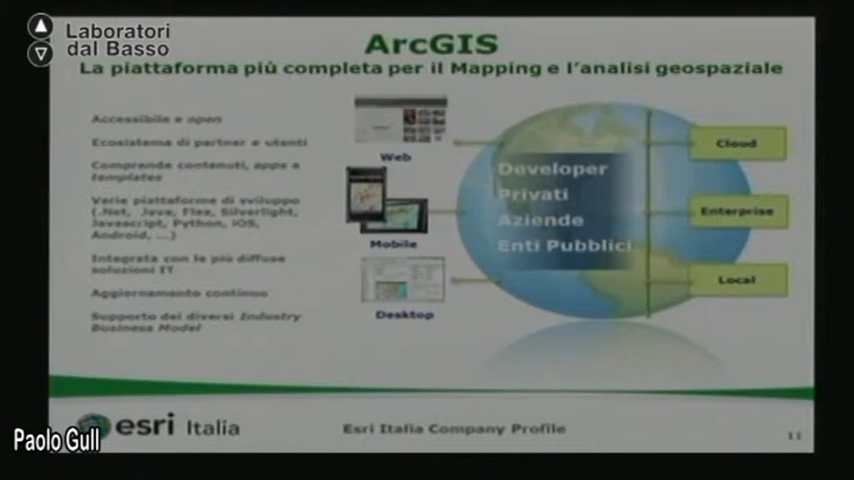 Laboratori
dal Basso
ArcGIS
La piattaforma più completa per il Mapping e l'analisi geospaziale
Accessibile e open
Ecosistema di partner e utenti
Comprende contenuti, apps e
templates
Varie piattaforme di sviluppo
(.Net, Java, Flex, Silverlight,
Javascript, Python, iOS,
Android, ...)
Integrata con le più diffuse
soluzioni IT
Aggiornamento continuo
Supporto dei diversi Industry
Business Model
Web
Mobile
Desktop
Developer
Privati
Aziende
Enti Pubblici
Cloud
Enterprise
Local
esri Italia
Esri Italia Company Profile
11
Paolo Gull